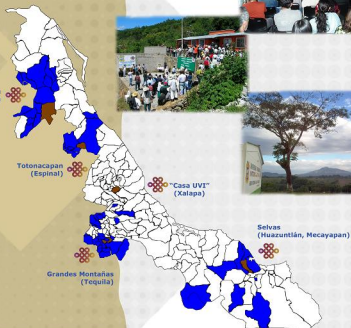 Totonacapan
(Espinal)
"Casa UVI"
(Xalapa)
Selvas
(Huazuntlán, Mecayapan)
Grandes Montañas
(Tequila)